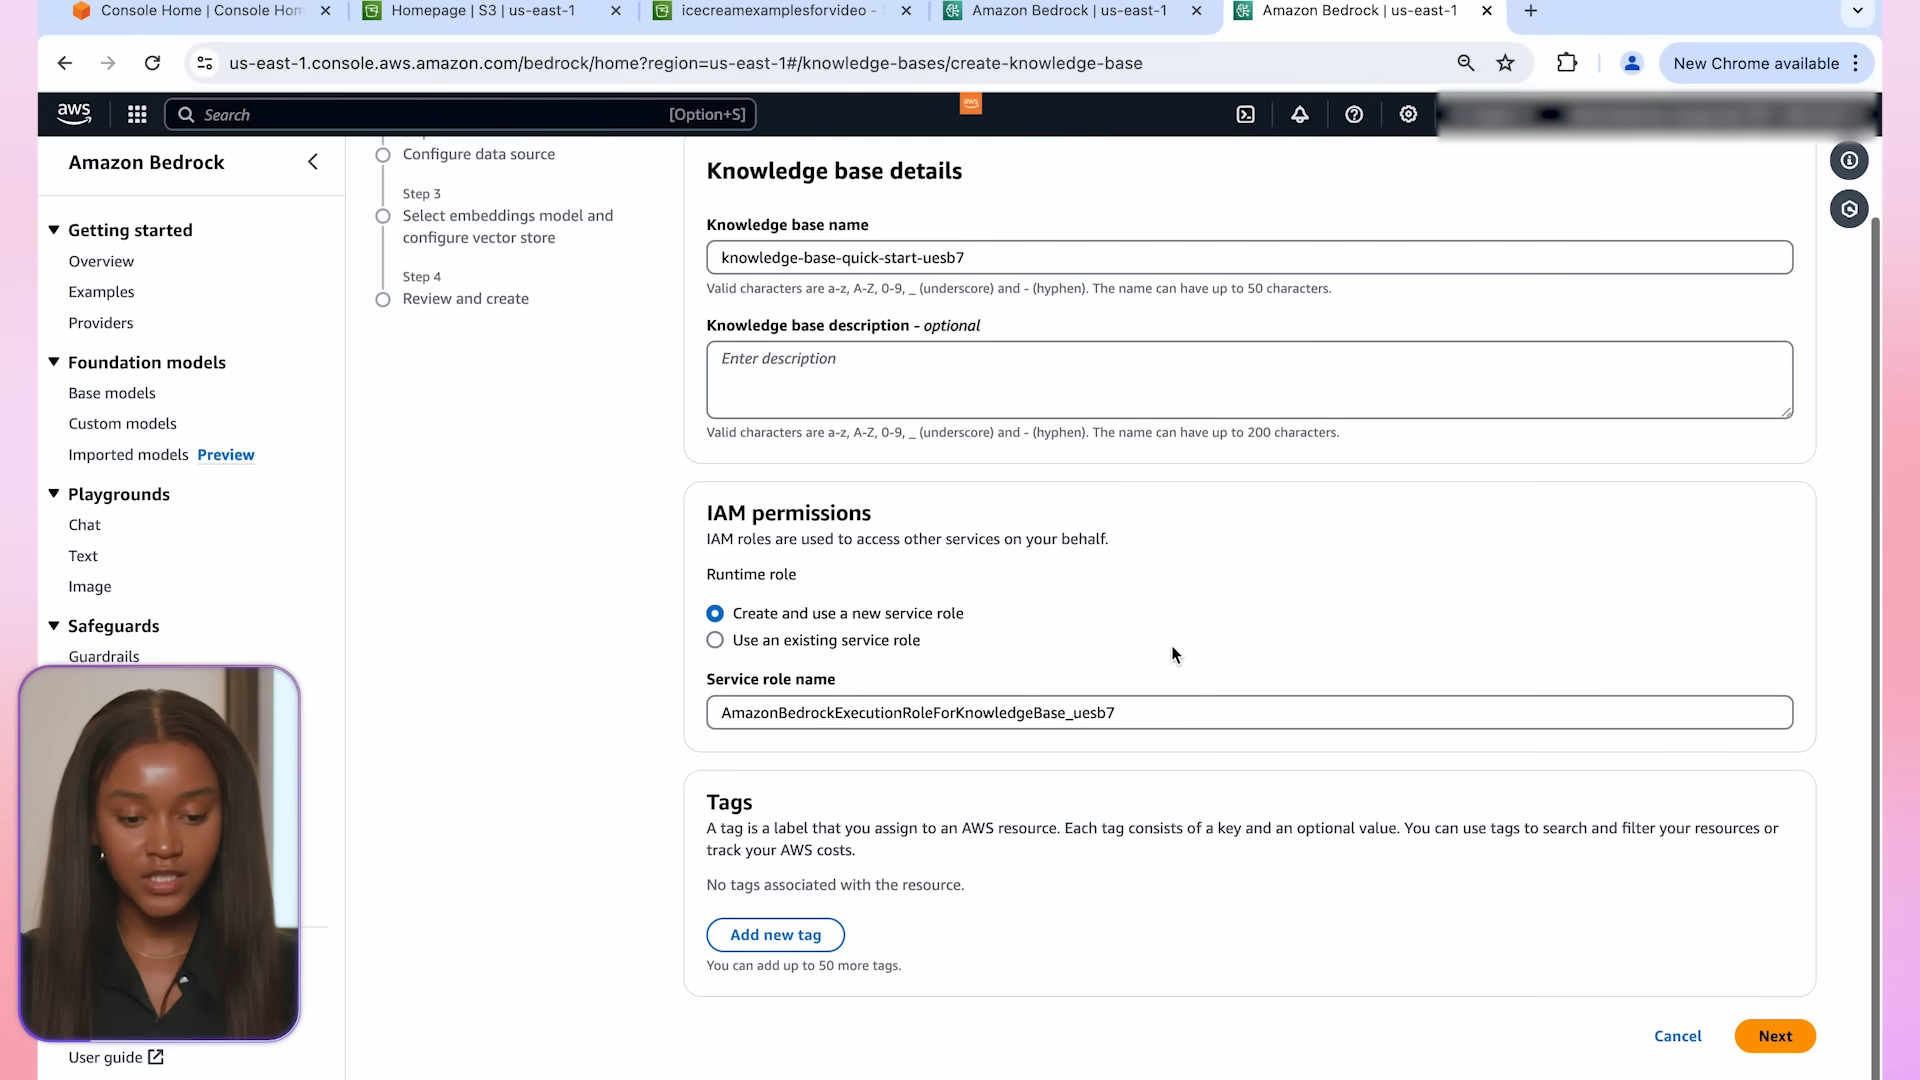 Console Home | Console Hom
Homepage | S3 | us-east-1
icecreamexamplesforvideo -
Amazon Bedrock | us-east-1
Amazon Bedrock | us-east-1
us-east-1.console.aws.amazon.com/bedrock/home?region=us-east-1#/knowledge-bases/create-knowledge-base
New Chrome available
aws
Search
[Option+S]
aws
Amazon Bedrock
Getting started
Overview
Examples
Providers
Foundation models
Base models
Custom models
Imported models Preview
Playgrounds
Chat
Text
Image
Safeguards
Guardrails
User guide
Configure data source
Step 3
Select embeddings model and
configure vector store
Step 4
Review and create
Knowledge base details
Knowledge base name
knowledge-base-quick-start-uesb7
Valid characters are a-z, A-Z, 0-9, _ (underscore) and - (hyphen). The name can have up to 50 characters.
Knowledge base description - optional
Enter description
Valid characters are a-z, A-Z, 0-9, _ (underscore) and - (hyphen). The name can have up to 200 characters.
IAM permissions
IAM roles are used to access other services on your behalf.
Runtime role
Create and use a new service role
Use an existing service role
Service role name
AmazonBedrockExecutionRoleForKnowledgeBase_uesb7
Tags
A tag is a label that you assign to an AWS resource. Each tag consists of a key and an optional value. You can use tags to search and filter your resources or
track your AWS costs.
No tags associated with the resource.
Add new tag
You can add up to 50 more tags.
Cancel
Next